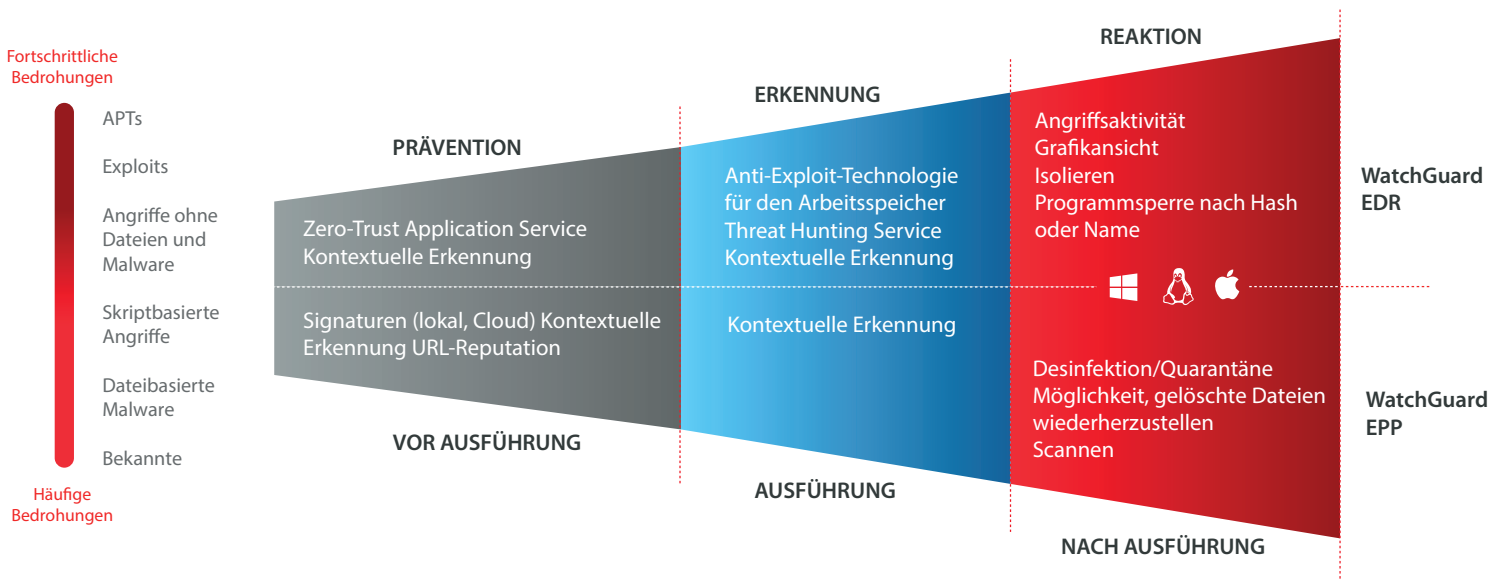 Fortschrittliche
Bedrohungen
APTs
Exploits
Angriffe ohne
Dateien und
Malware
Skriptbasierte
Angriffe
Dateibasierte
Malware
Bekannte
Häufige
Bedrohungen
PRÄVENTION
Zero-Trust Application Service
Kontextuelle Erkennung
Signaturen (lokal, Cloud) Kontextuelle
Erkennung URL-Reputation
VOR AUSFÜHRUNG
ERKENNUNG
Anti-Exploit-Technologie
für den Arbeitsspeicher
Threat Hunting Service
Kontextuelle Erkennung
Kontextuelle Erkennung
AUSFÜHRUNG
REAKTION
Angriffsaktivität
Grafikansicht
Isolieren
Programmsperre nach Hash
oder Name
Desinfektion/Quarantäne
Möglichkeit, gelöschte Dateien
wiederherzustellen
Scannen
NACH AUSFÜHRUNG
WatchGuard
EDR
WatchGuard
EPP